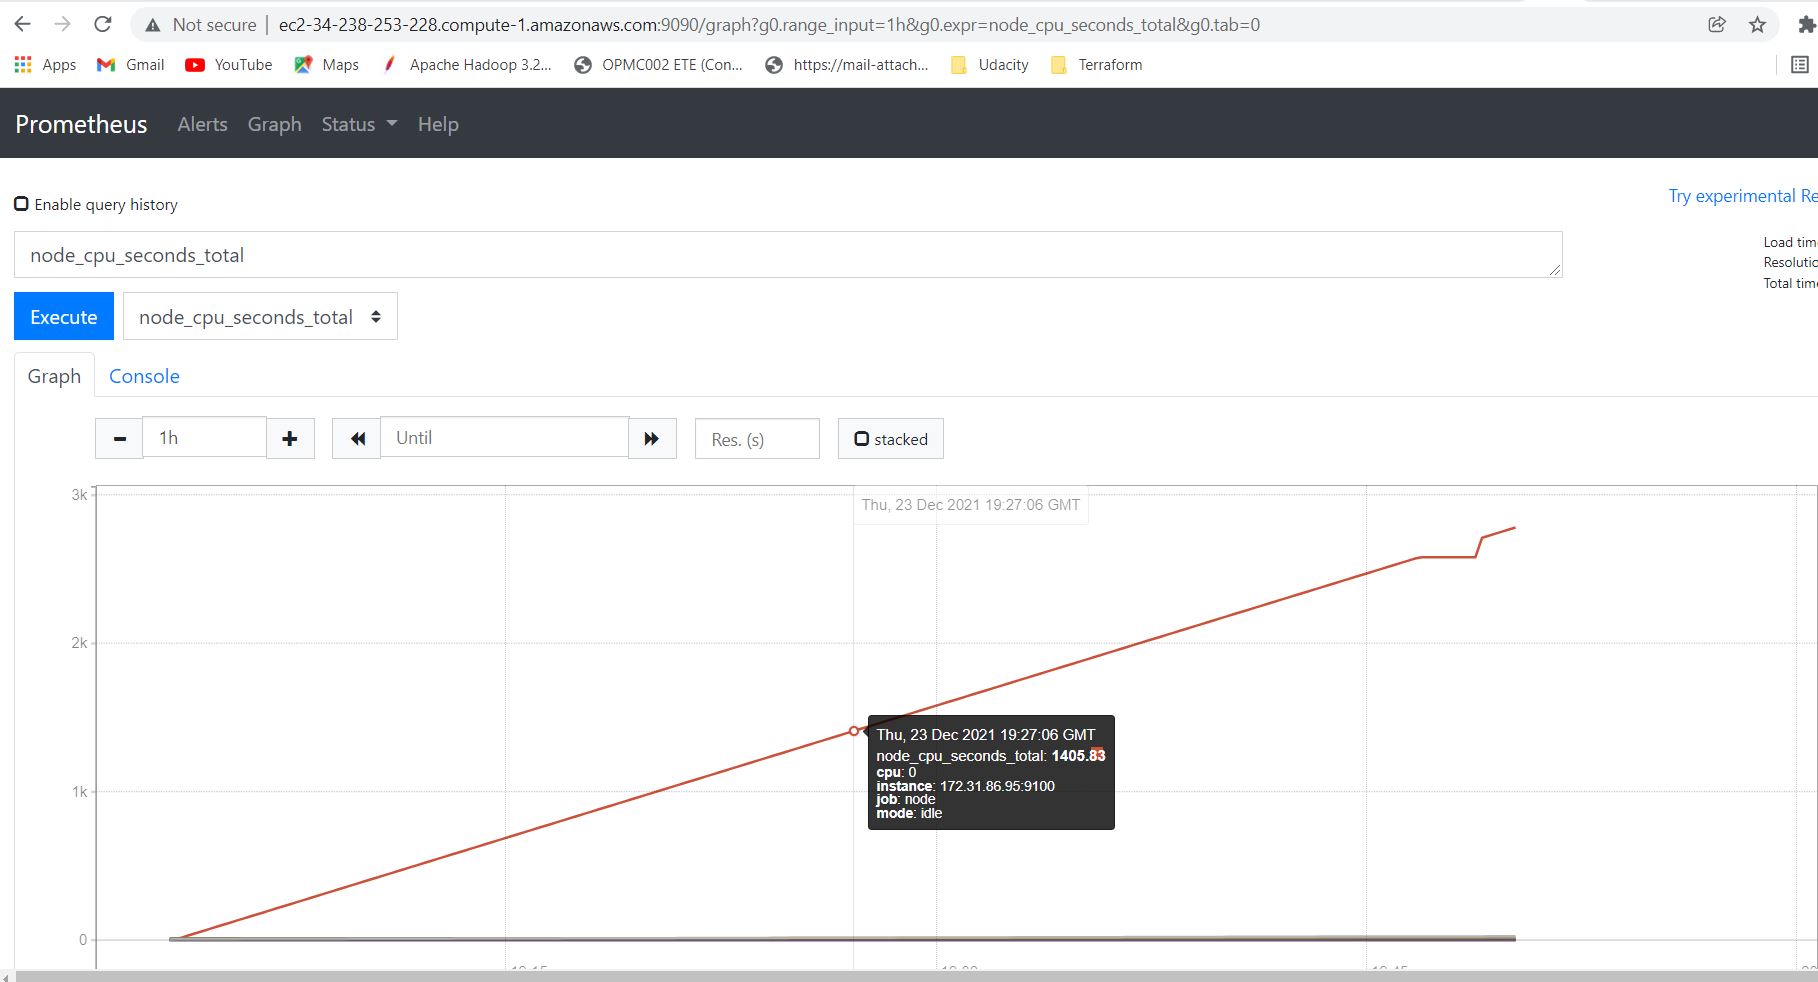 Not secure | ec2-34-238-253-228.compute-1.amazonaws.com:9090/graph?g0.range_input=1h&g0.expr=node_cpu_seconds_total&g0.tab=0
Apps Gmail YouTube Maps Apache Hadoop 3.2... OPMC002 ETE (Con... https://mail-attach... Udacity Terraform
Prometheus Alerts Graph Status Help
Enable query history
Try experimental Re
node_cpu_seconds_total
Load tim
Resolutio
Total tim
Execute node_cpu_seconds_total
Graph Console
1h Until Res. (s) stacked
3k
Thu, 23 Dec 2021 19:27:06 GMT
2k
Thu, 23 Dec 2021 19:27:06 GMT
node_cpu_seconds_total: 1405.83
cpu: 0
instance: 172.31.86.95:9100
job: node
mode: idle
1k
0